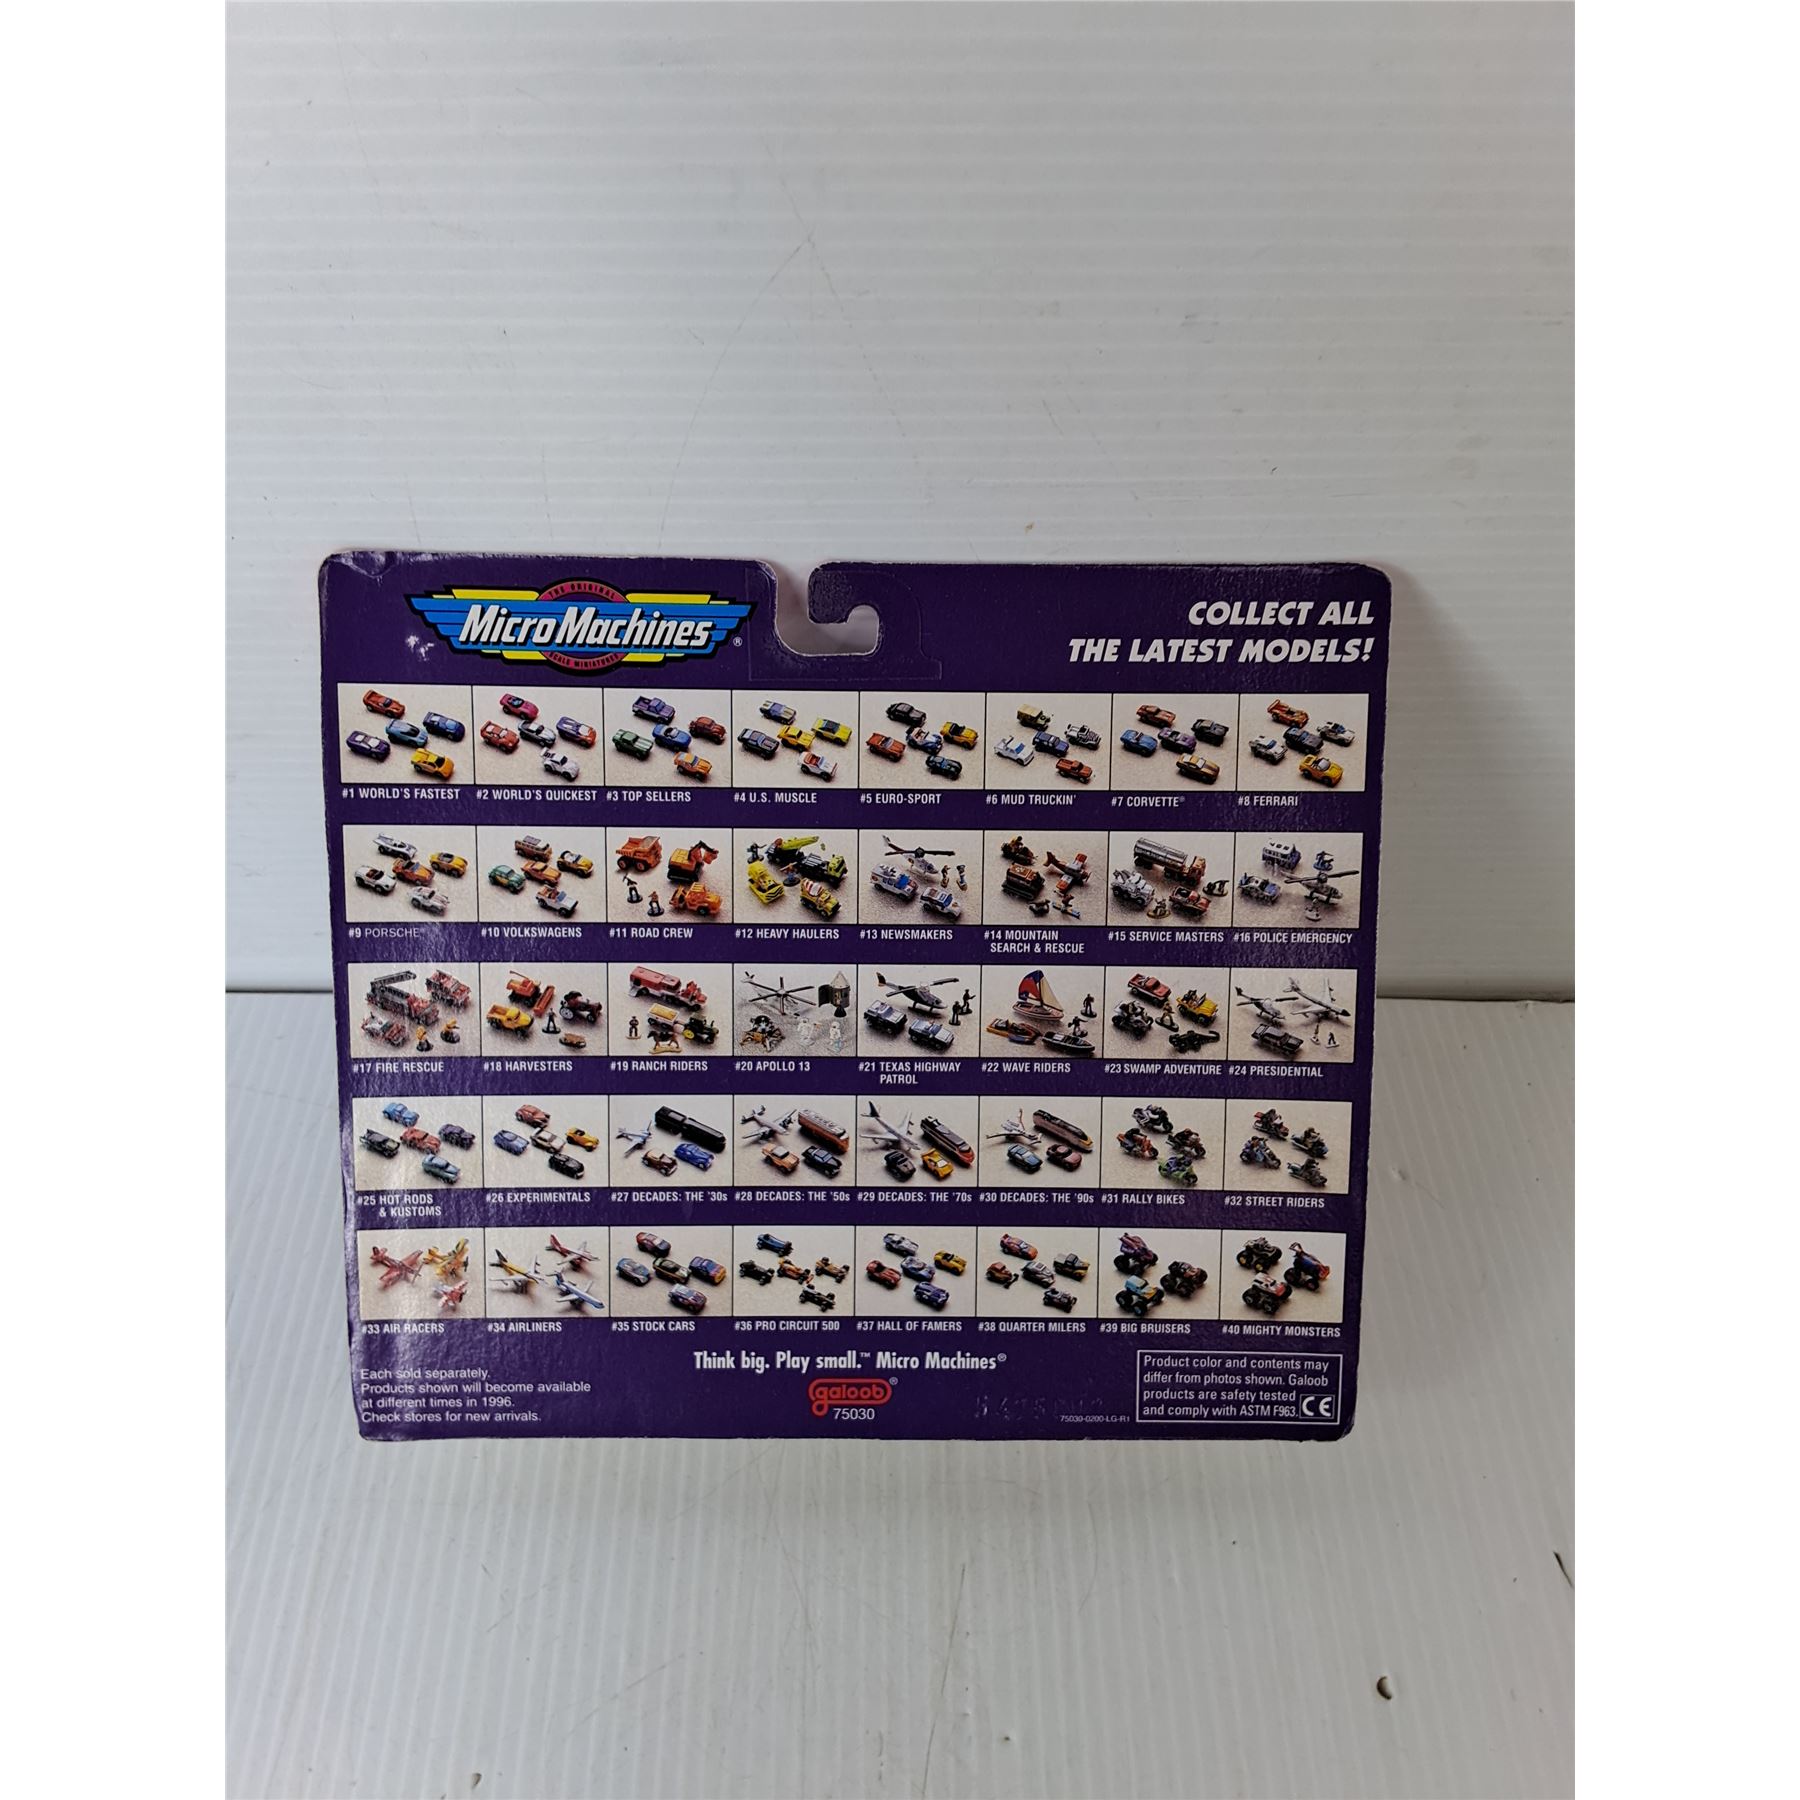 THE ORIGINAL
Micro Machines®
SCALE MINIATURES
COLLECT ALL
THE LATEST MODELS!
#1 WORLD'S FASTEST
#2 WORLD'S QUICKEST
#3 TOP SELLERS
#4 U.S. MUSCLE
#5 EURO-SPORT
#6 MUD TRUCKIN'
#7 CORVETTE®
#8 FERRARI
#9 PORSCHE®
#10 VOLKSWAGENS
#11 ROAD CREW
#12 HEAVY HAULERS
#13 NEWSMAKERS
#14 MOUNTAIN
SEARCH & RESCUE
#15 SERVICE MASTERS
#16 POLICE EMERGENCY
#17 FIRE RESCUE
#18 HARVESTERS
#19 RANCH RIDERS
#20 APOLLO 13
#21 TEXAS HIGHWAY
PATROL
#22 WAVE RIDERS
#23 SWAMP ADVENTURE
#24 PRESIDENTIAL
#25 HOT RODS
& KUSTOMS
#26 EXPERIMENTALS
#27 DECADES: THE '30s
#28 DECADES: THE '50s
#29 DECADES: THE '70s
#30 DECADES: THE '90s
#31 RALLY BIKES
#32 STREET RIDERS
#33 AIR RACERS
#34 AIRLINERS
#35 STOCK CARS
#36 PRO CIRCUIT 500
#37 HALL OF FAMERS
#38 QUARTER MILERS
#39 BIG BRUISERS
#40 MIGHTY MONSTERS
Each sold separately.
Products shown will become available
at different times in 1996.
Check stores for new arrivals.
Think big. Play small.™ Micro Machines®
galoob®
75030
75030-0200-LG-R1
Product color and contents may
differ from photos shown. Galoob
products are safety tested
and comply with ASTM F963.
CE